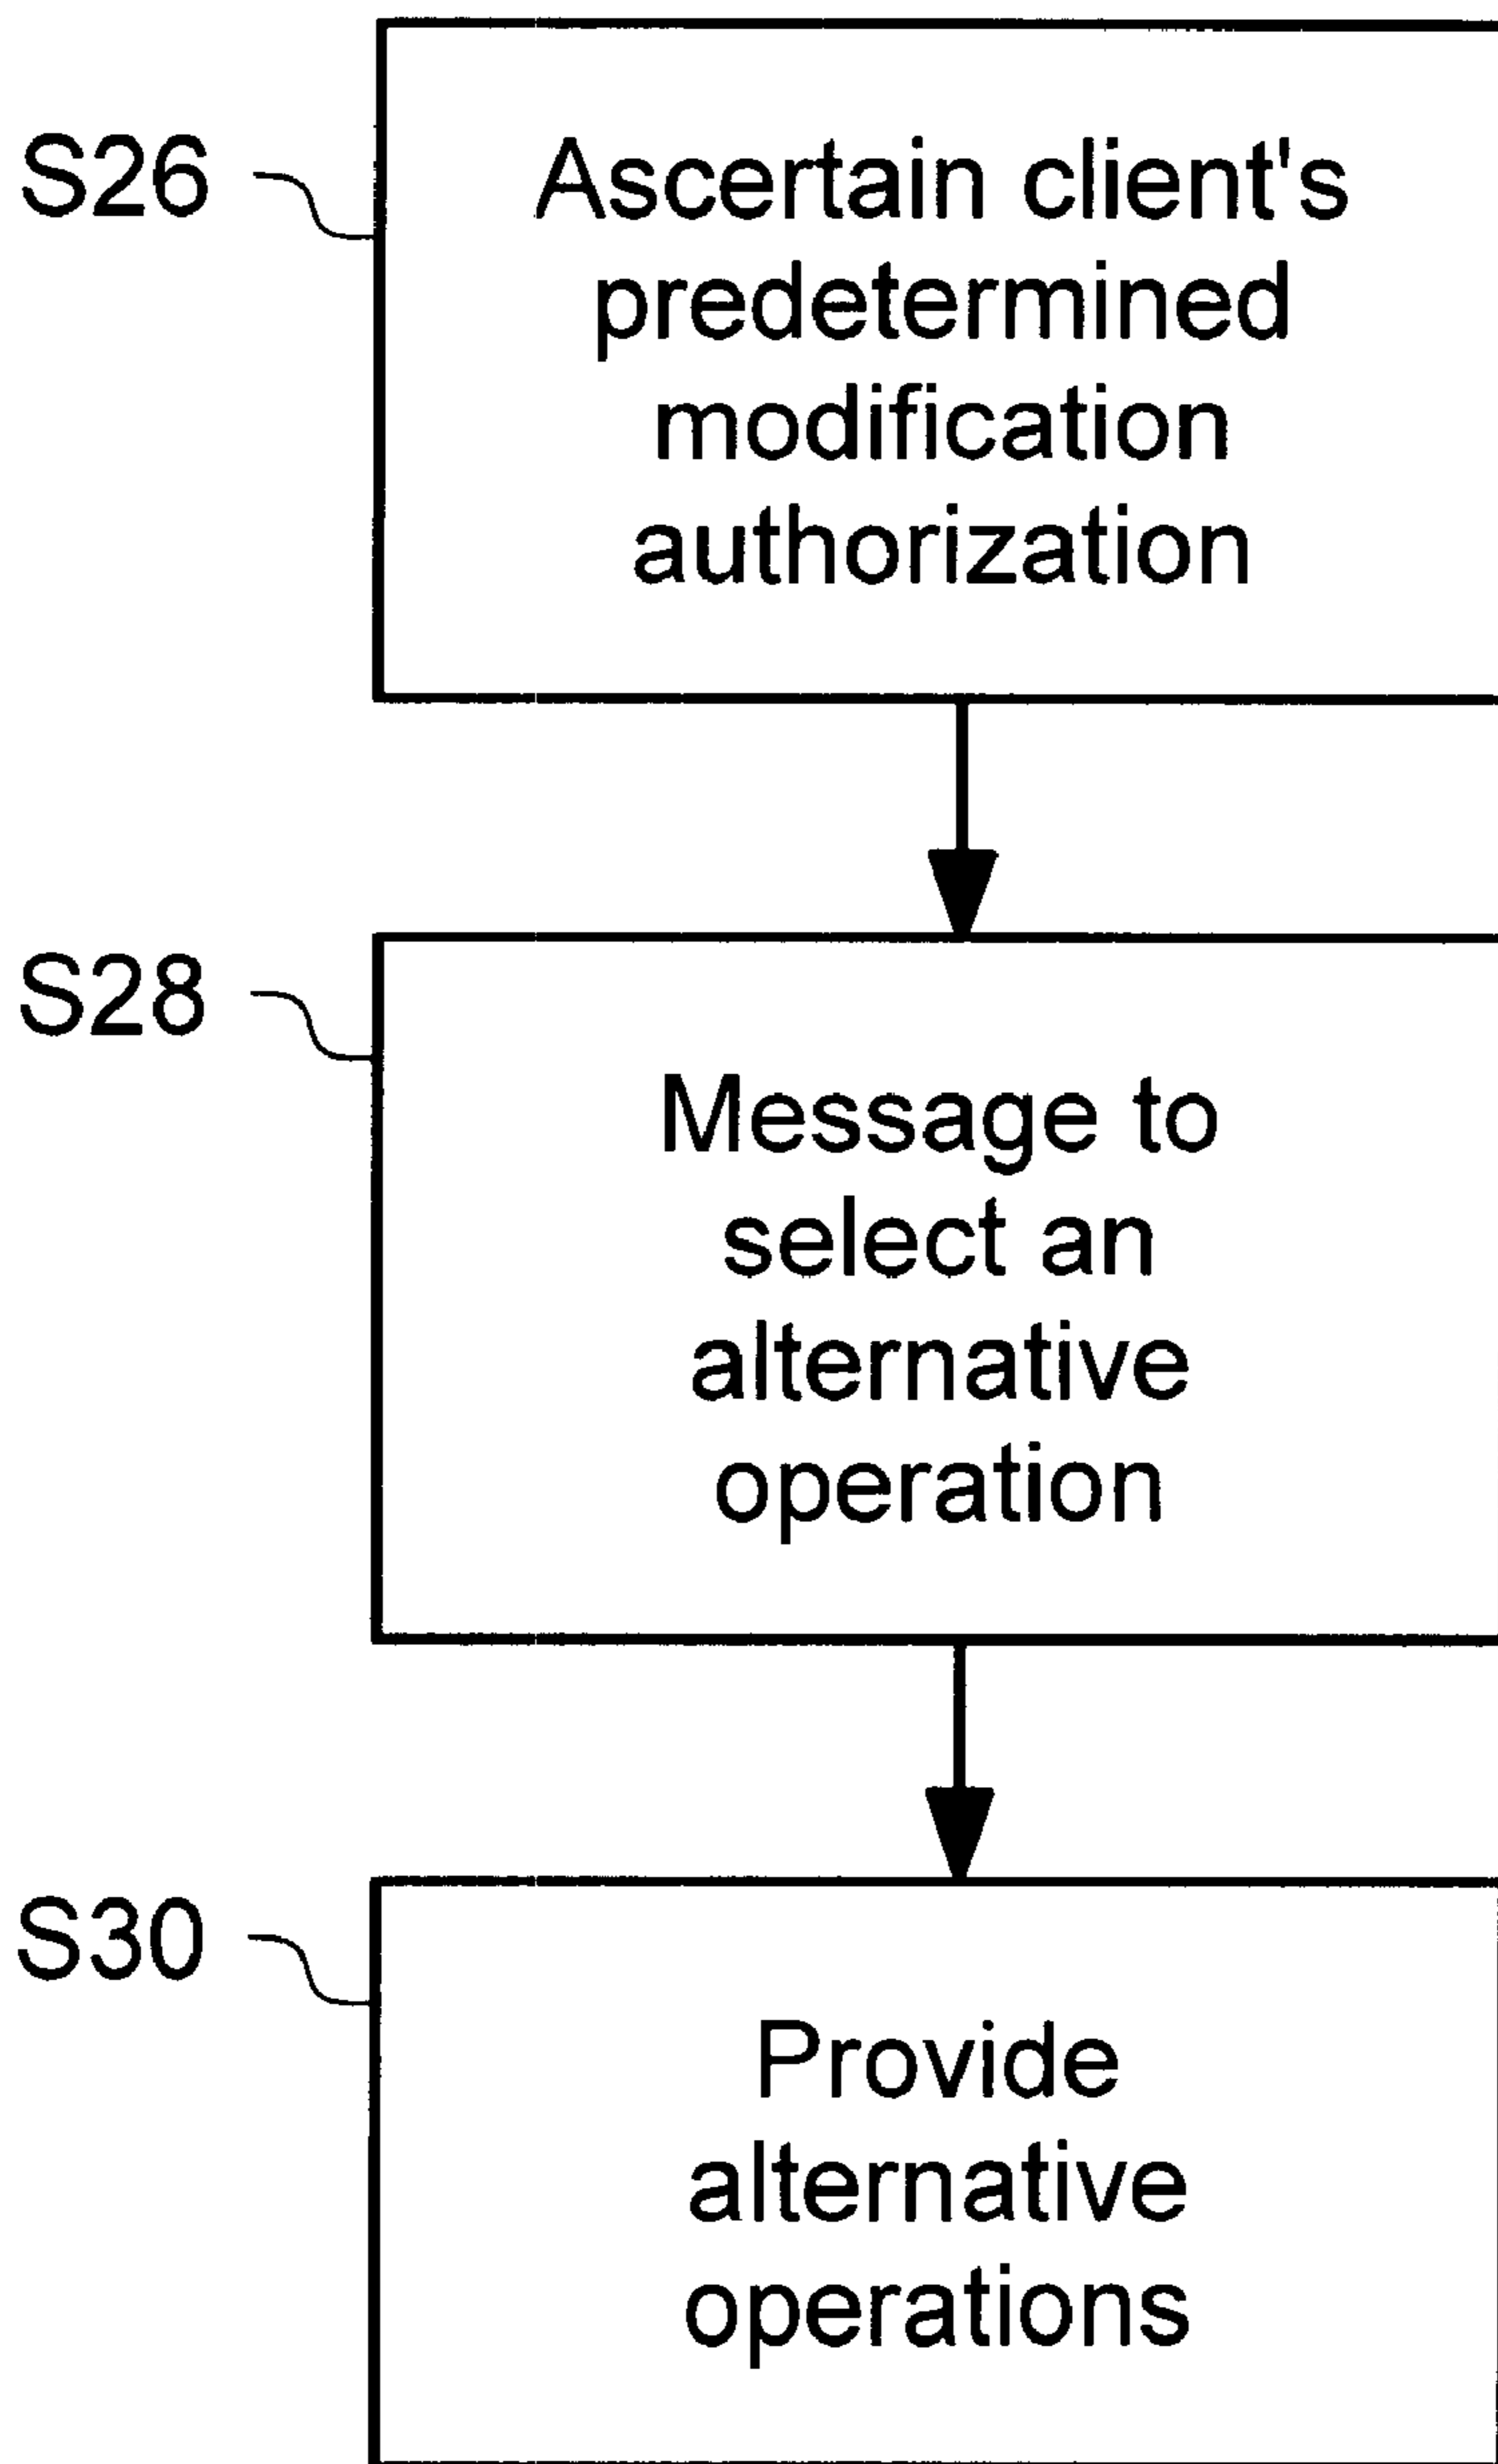 S26
Ascertain client's
predetermined
modification
authorization
S28
Message to
select an
alternative
operation
S30
Provide
alternative
operations